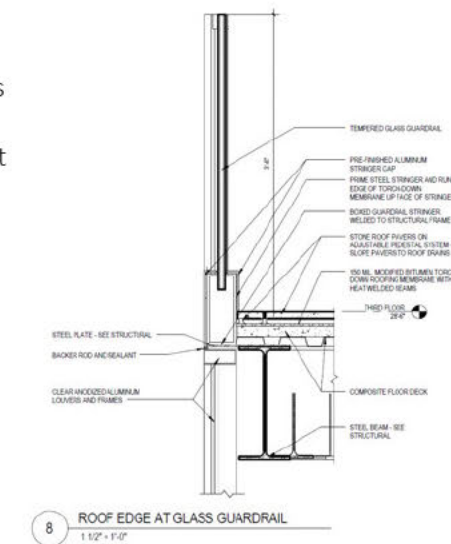 s
t
TEMPERED GLASS GUARDRAIL
PRE-FINISHED ALUMINUM
STRINGER CAP
PRIME STEEL STRINGER AND RUN
EDGE OF TORCH-DOWN
MEMBRANE UP FACE OF STRINGE
BOXED GUARDRAIL STRINGER
WELDED TO STRUCTURAL FRAME
STONE ROOF PAVERS ON
ADJUSTABLE PEDESTAL SYSTEM -
SLOPE PAVERS TO ROOF DRAINS
150 MIL. MODIFIED BITUMEN TORC
DOWN ROOFING MEMBRANE WITH
HEAT WELDED SEAMS
THIRD FLOOR
COMPOSITE FLOOR DECK
STEEL BEAM - SEE
STRUCTURAL
STEEL PLATE - SEE STRUCTURAL
BACKER ROD AND SEALANT
CLEAR ANODIZED ALUMINUM
LOUVERS AND FRAMES
8
ROOF EDGE AT GLASS GUARDRAIL
1 1/2" = 1'-0"